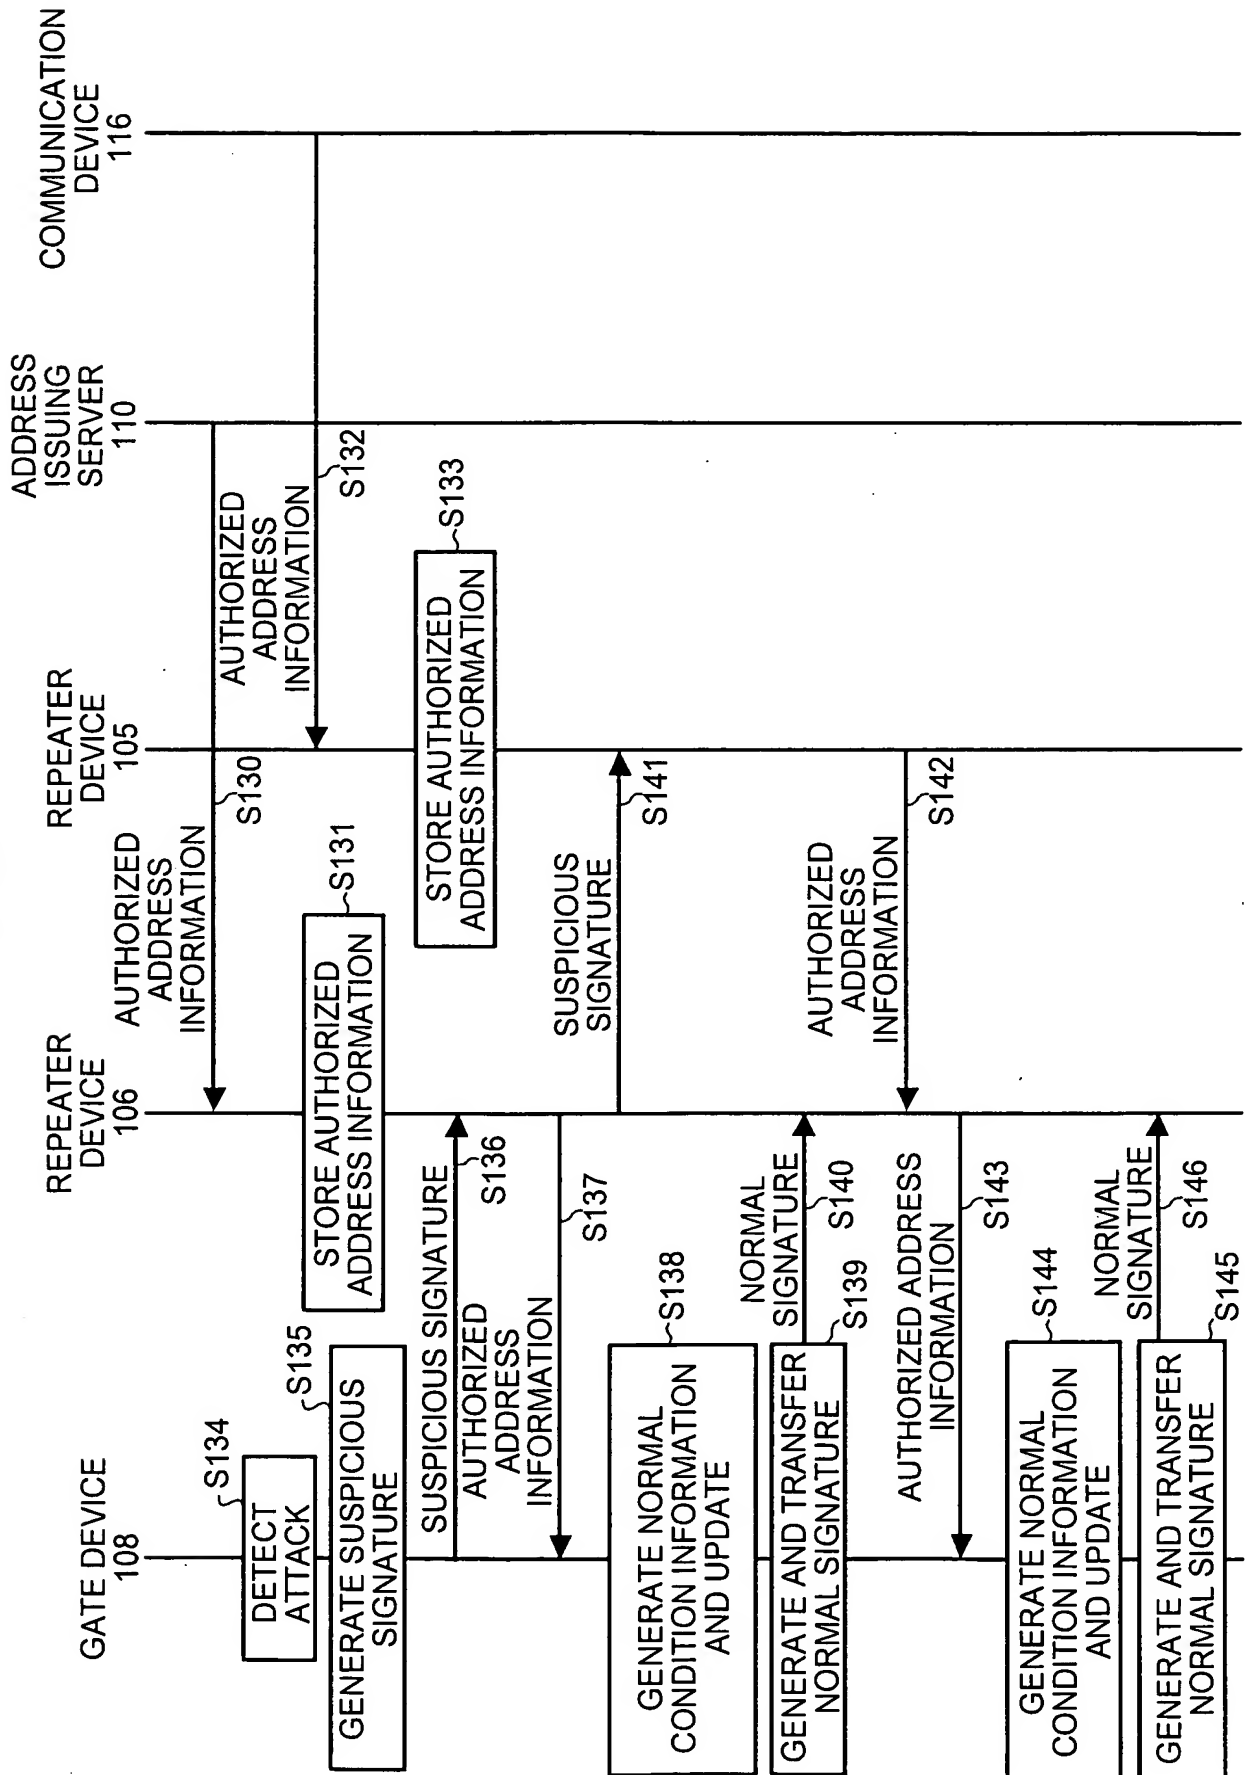 GATE DEVICE
108
REPEATER
DEVICE
106
REPEATER
DEVICE
105
ADDRESS
ISSUING
SERVER
110
COMMUNICATION
DEVICE
116
AUTHORIZED
ADDRESS
INFORMATION
S130
AUTHORIZED
ADDRESS
INFORMATION
S132
DETECT
ATTACK
S134
STORE AUTHORIZED
ADDRESS INFORMATION
S131
GENERATE SUSPICIOUS
SIGNATURE
S135
STORE AUTHORIZED
ADDRESS INFORMATION
S133
SUSPICIOUS SIGNATURE
S136
AUTHORIZED
ADDRESS
INFORMATION
S137
SUSPICIOUS
SIGNATURE
S141
GENERATE NORMAL
CONDITION INFORMATION
AND UPDATE
S138
NORMAL
SIGNATURE
S140
GENERATE AND TRANSFER
NORMAL SIGNATURE
S139
AUTHORIZED
ADDRESS
INFORMATION
S142
AUTHORIZED ADDRESS
INFORMATION
S143
GENERATE NORMAL
CONDITION INFORMATION
AND UPDATE
S144
NORMAL
SIGNATURE
S146
GENERATE AND TRANSFER
NORMAL SIGNATURE
S145